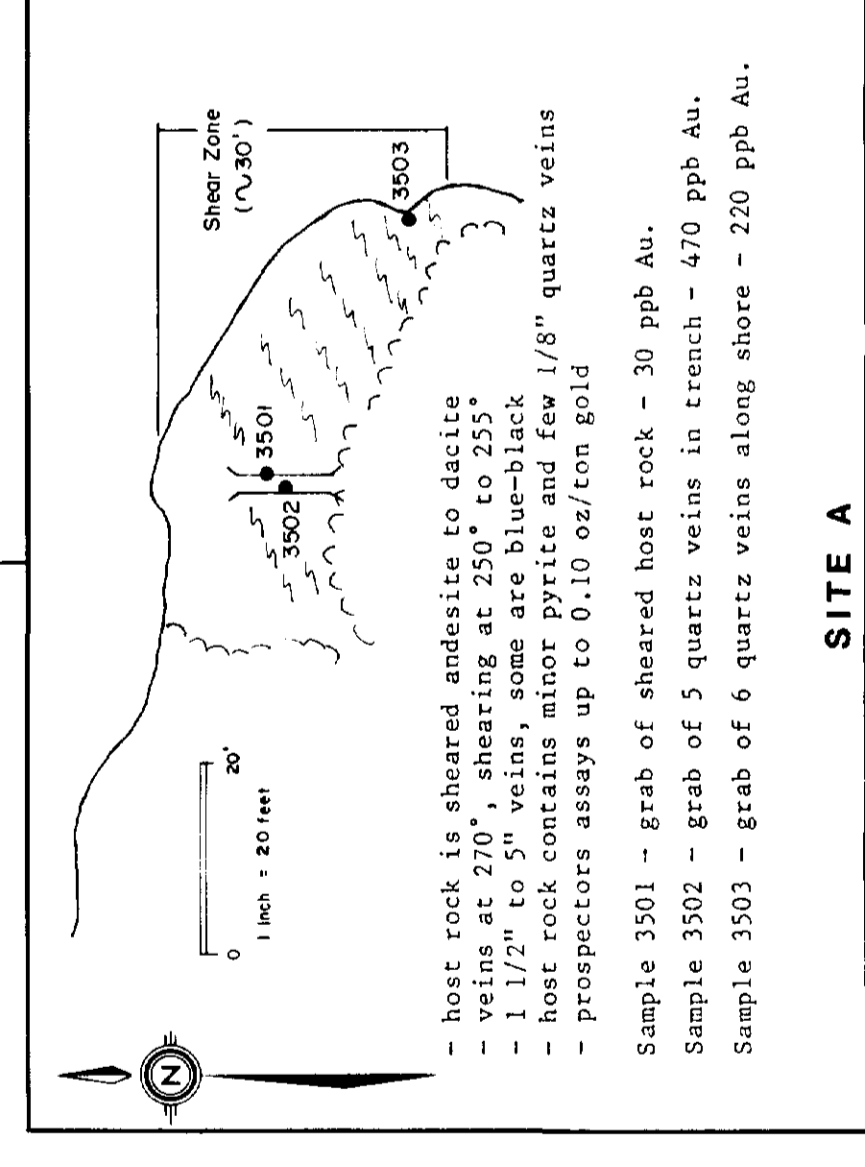 N
Shear Zone
(~30')
3501
3502
3503
0 20'
1 inch = 20 feet
- host rock is sheared andesite to dacite
- veins at 270°, shearing at 250° to 255°
- 1 1/2" to 5" veins, some are blue-black
- host rock contains minor pyrite and few 1/8" quartz veins
- prospectors assays up to 0.10 oz/ton gold
Sample 3501 - grab of sheared host rock - 30 ppb Au.
Sample 3502 - grab of 5 quartz veins in trench - 470 ppb Au.
Sample 3503 - grab of 6 quartz veins along shore - 220 ppb Au.
SITE A